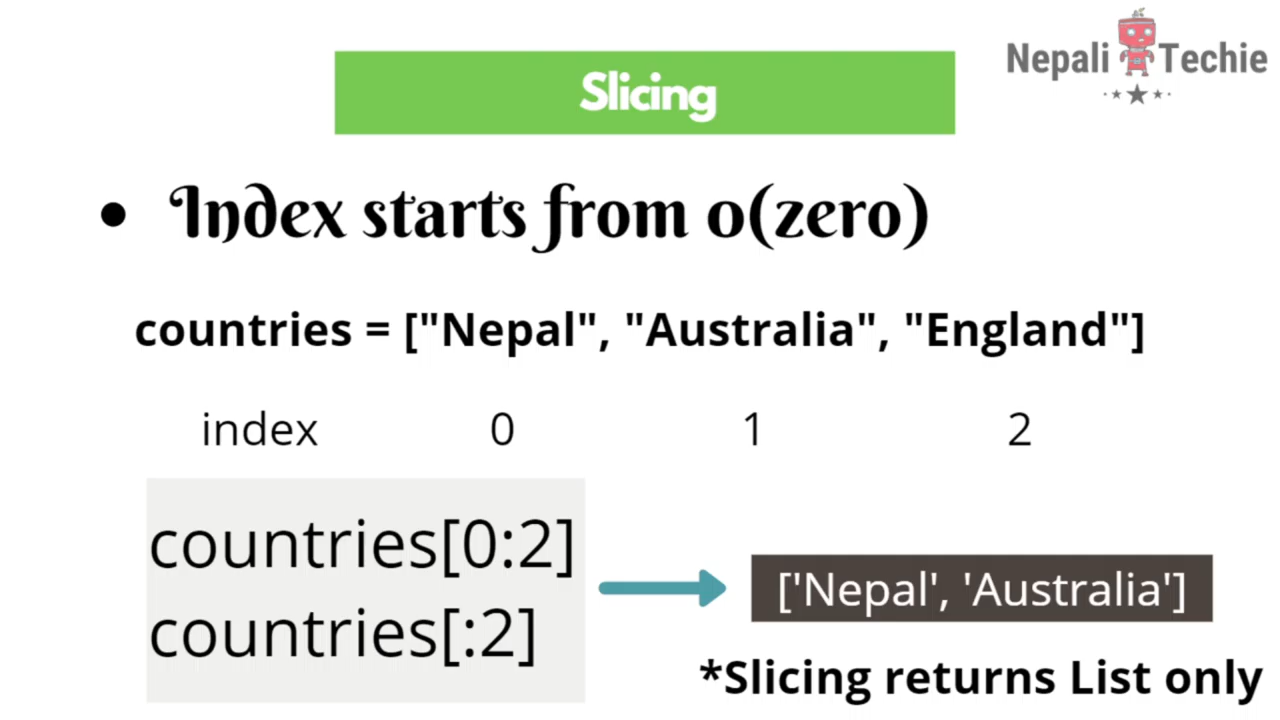 Nepali Techie
Slicing
• Index starts from 0(zero)
countries = ["Nepal", "Australia", "England"]
index 0 1 2
countries[0:2]
countries[:2]
['Nepal', 'Australia']
*Slicing returns List only